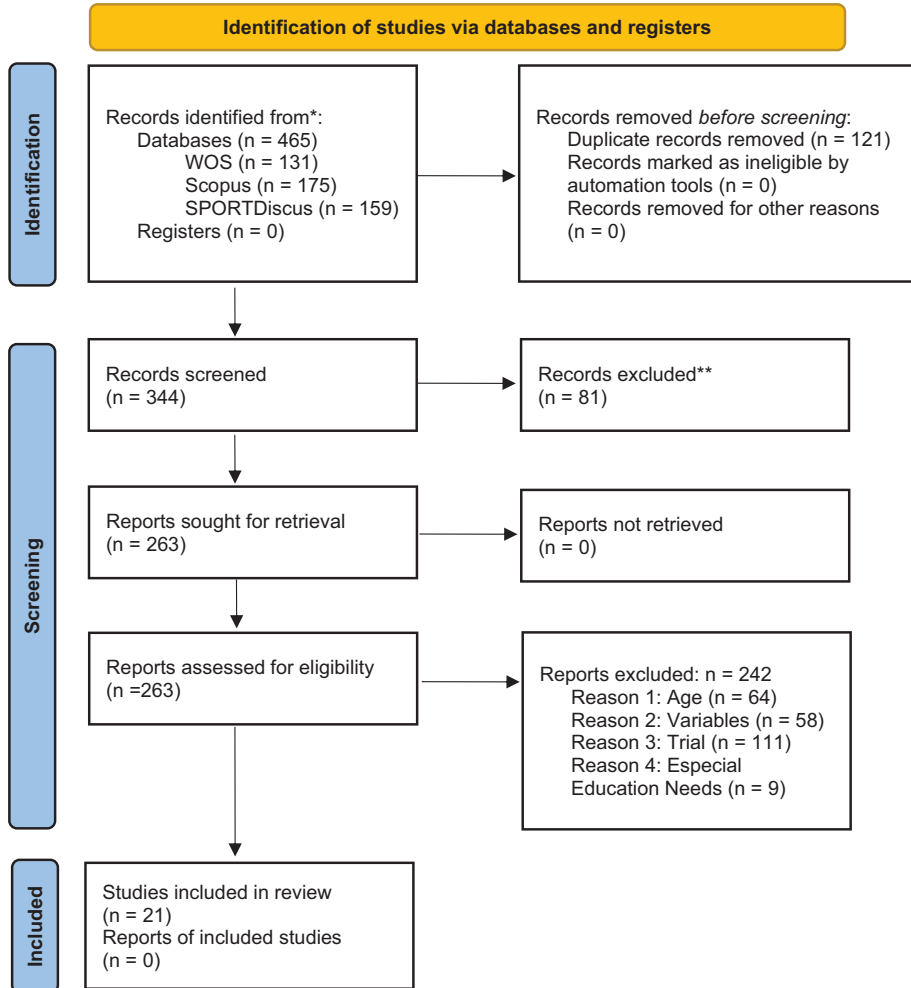 Identification of studies via databases and registers
Identification
Records identified from*:
Databases (n = 465)
WOS = 131)
Scopus = 175)
SPORTDiscus = 159)
Registers (n = 0)
Records removed before screening:
Duplicate records removed (n = 121)
Records marked as ineligible by
automation tools (n = 0)
Records removed for other reasons
(n = 0)
Screening
Records screened
(n = 344)
Records excluded**
(n = 81)
Reports sought for retrieval
(n = 263)
Reports not retrieved
(n = 0)
Reports assessed for eligibility
(n =263)
Reports excluded: n = 242
Reason 1: Age (n = 64)
Reason 2: Variables (n = 58)
Reason 3: Trial (n = 111)
Reason 4: Especial
Education Needs (n = 9)
Included
Studies included in review
(n = 21)
Reports of included studies
(n = 0)